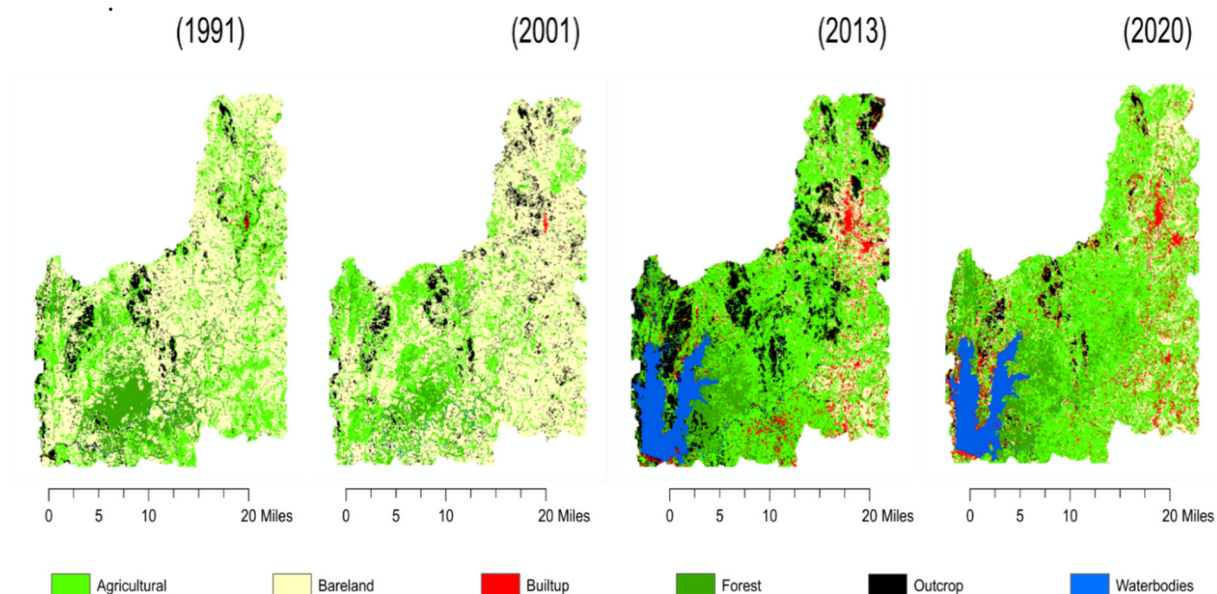 (1991) (2001) (2013) (2020)
0 5 10 20 Miles 0 5 10 20 Miles 0 5 10 20 Miles 0 5 10 20 Miles
Agricultural Bareland Builtup Forest Outcrop Waterbodies